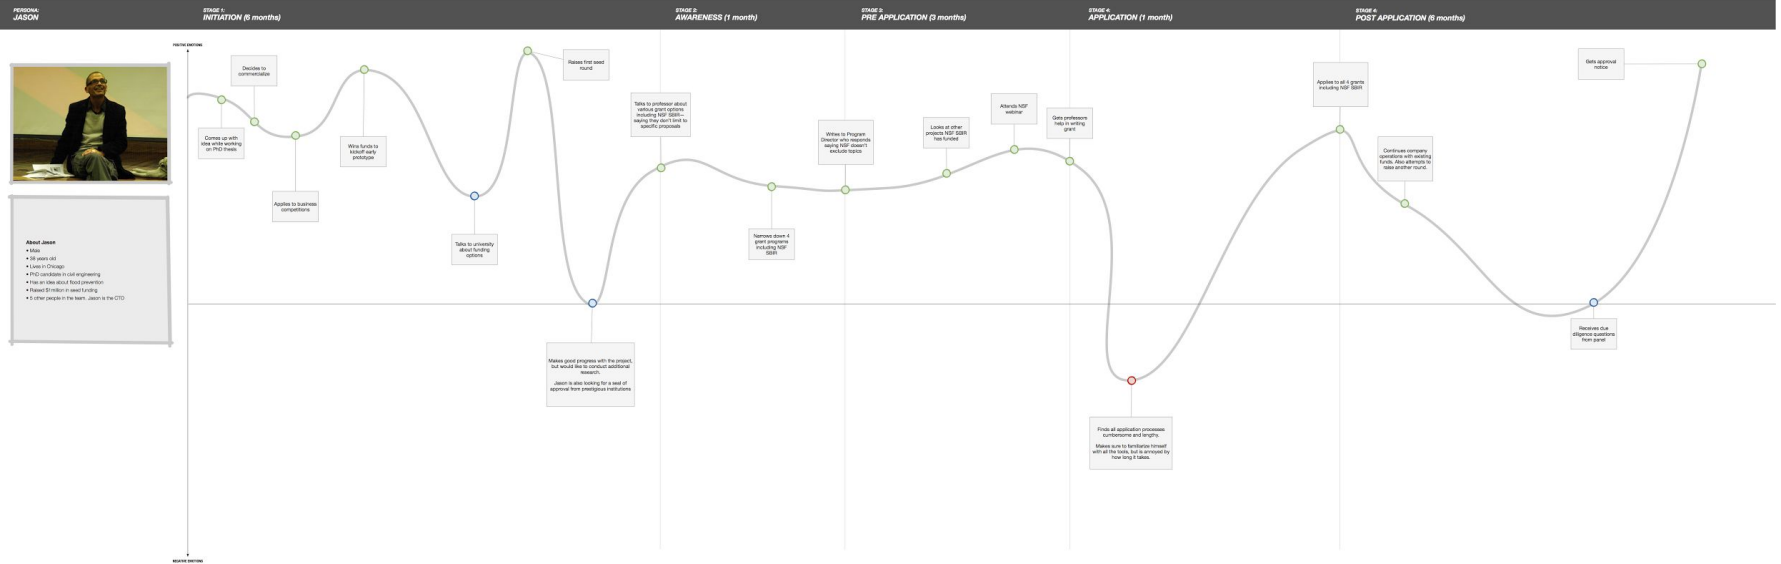 PERSONA:
JASON
STAGE 1:
INITIATION (6 months)
STAGE 2:
AWARENESS (1 month)
STAGE 3:
PRE APPLICATION (3 months)
STAGE 4:
APPLICATION (1 month)
STAGE 4:
POST APPLICATION (6 months)
POSITIVE EMOTIONS
About Jason
• Male
• 38 years old
• Lives in Chicago
• PhD candidate in civil engineering
• Has an idea about flood prevention
• Raised $1million in seed funding
• 5 other people in the team. Jason is the CTO
Comes up with
idea while working
on PhD thesis
Decides to
commercialize
Applies to business
competitions
Wins funds to
kickoff early
prototype
Talks to university
about funding
options
Raises first seed
round
Makes good progress with the project,
but would like to conduct additional
research.
Jason is also looking for a seal of
approval from prestigious institutions
Talks to professor about
various grant options
including NSF SBIR—
saying they don't limit to
specific proposals
Narrows down 4
grant programs
including NSF
SBIR
Writes to Program
Director who responds
saying NSF doesn't
exclude topics
Looks at other
projects NSF SBIR
has funded
Attends NSF
webinar
Gets professors
help in writing
grant
Finds all application processes
cumbersome and lengthy.
Makes sure to familiarize himself
with all the tools, but is annoyed by
how long it takes.
Applies to all 4 grants
including NSF SBIR
Continues company
operations with existing
funds. Also attempts to
raise another round.
Receives due
diligence questions
from panel
Gets approval
notice
NEGATIVE EMOTIONS